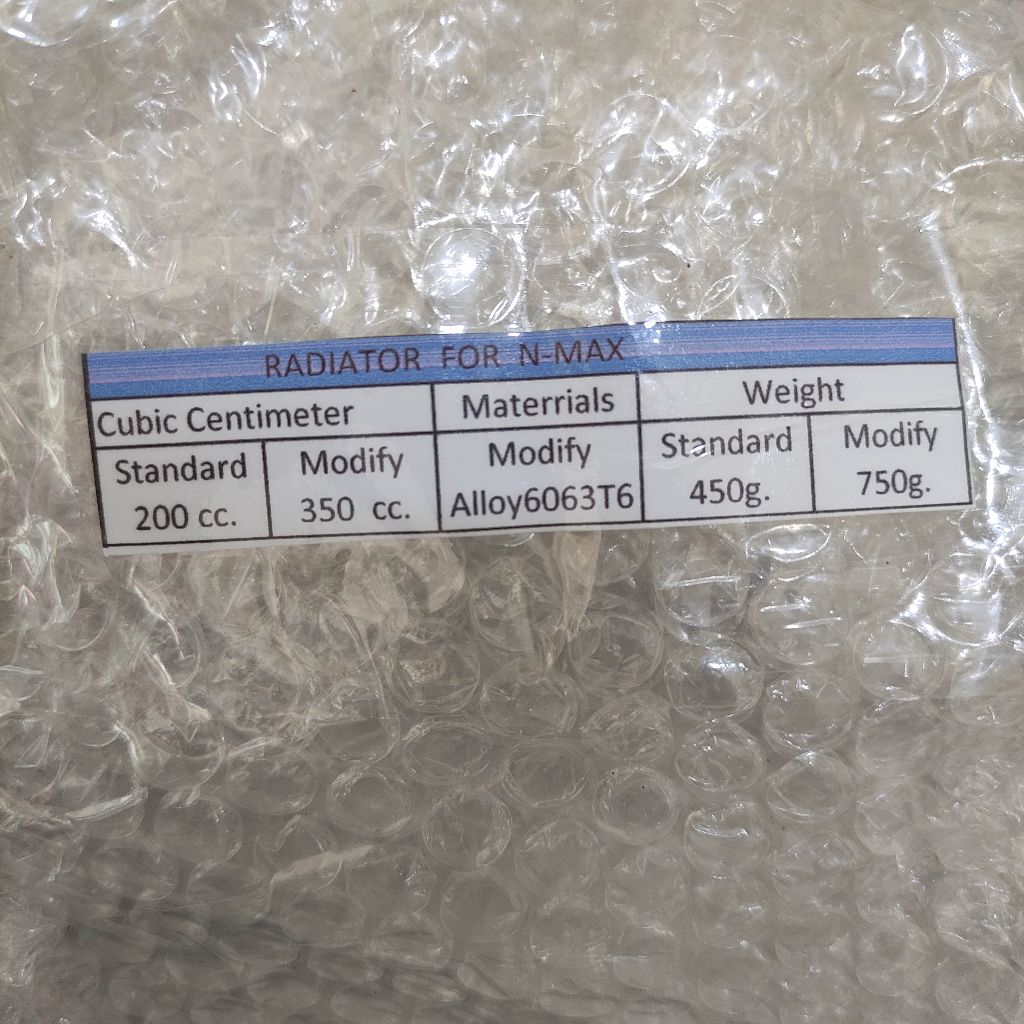 RADIATOR FOR N-MAX
Cubic Centimeter Materrials Weight
Standard Modify Modify Standard Modify
200 cc. 350 cc. Alloy6063T6 450g. 750g.